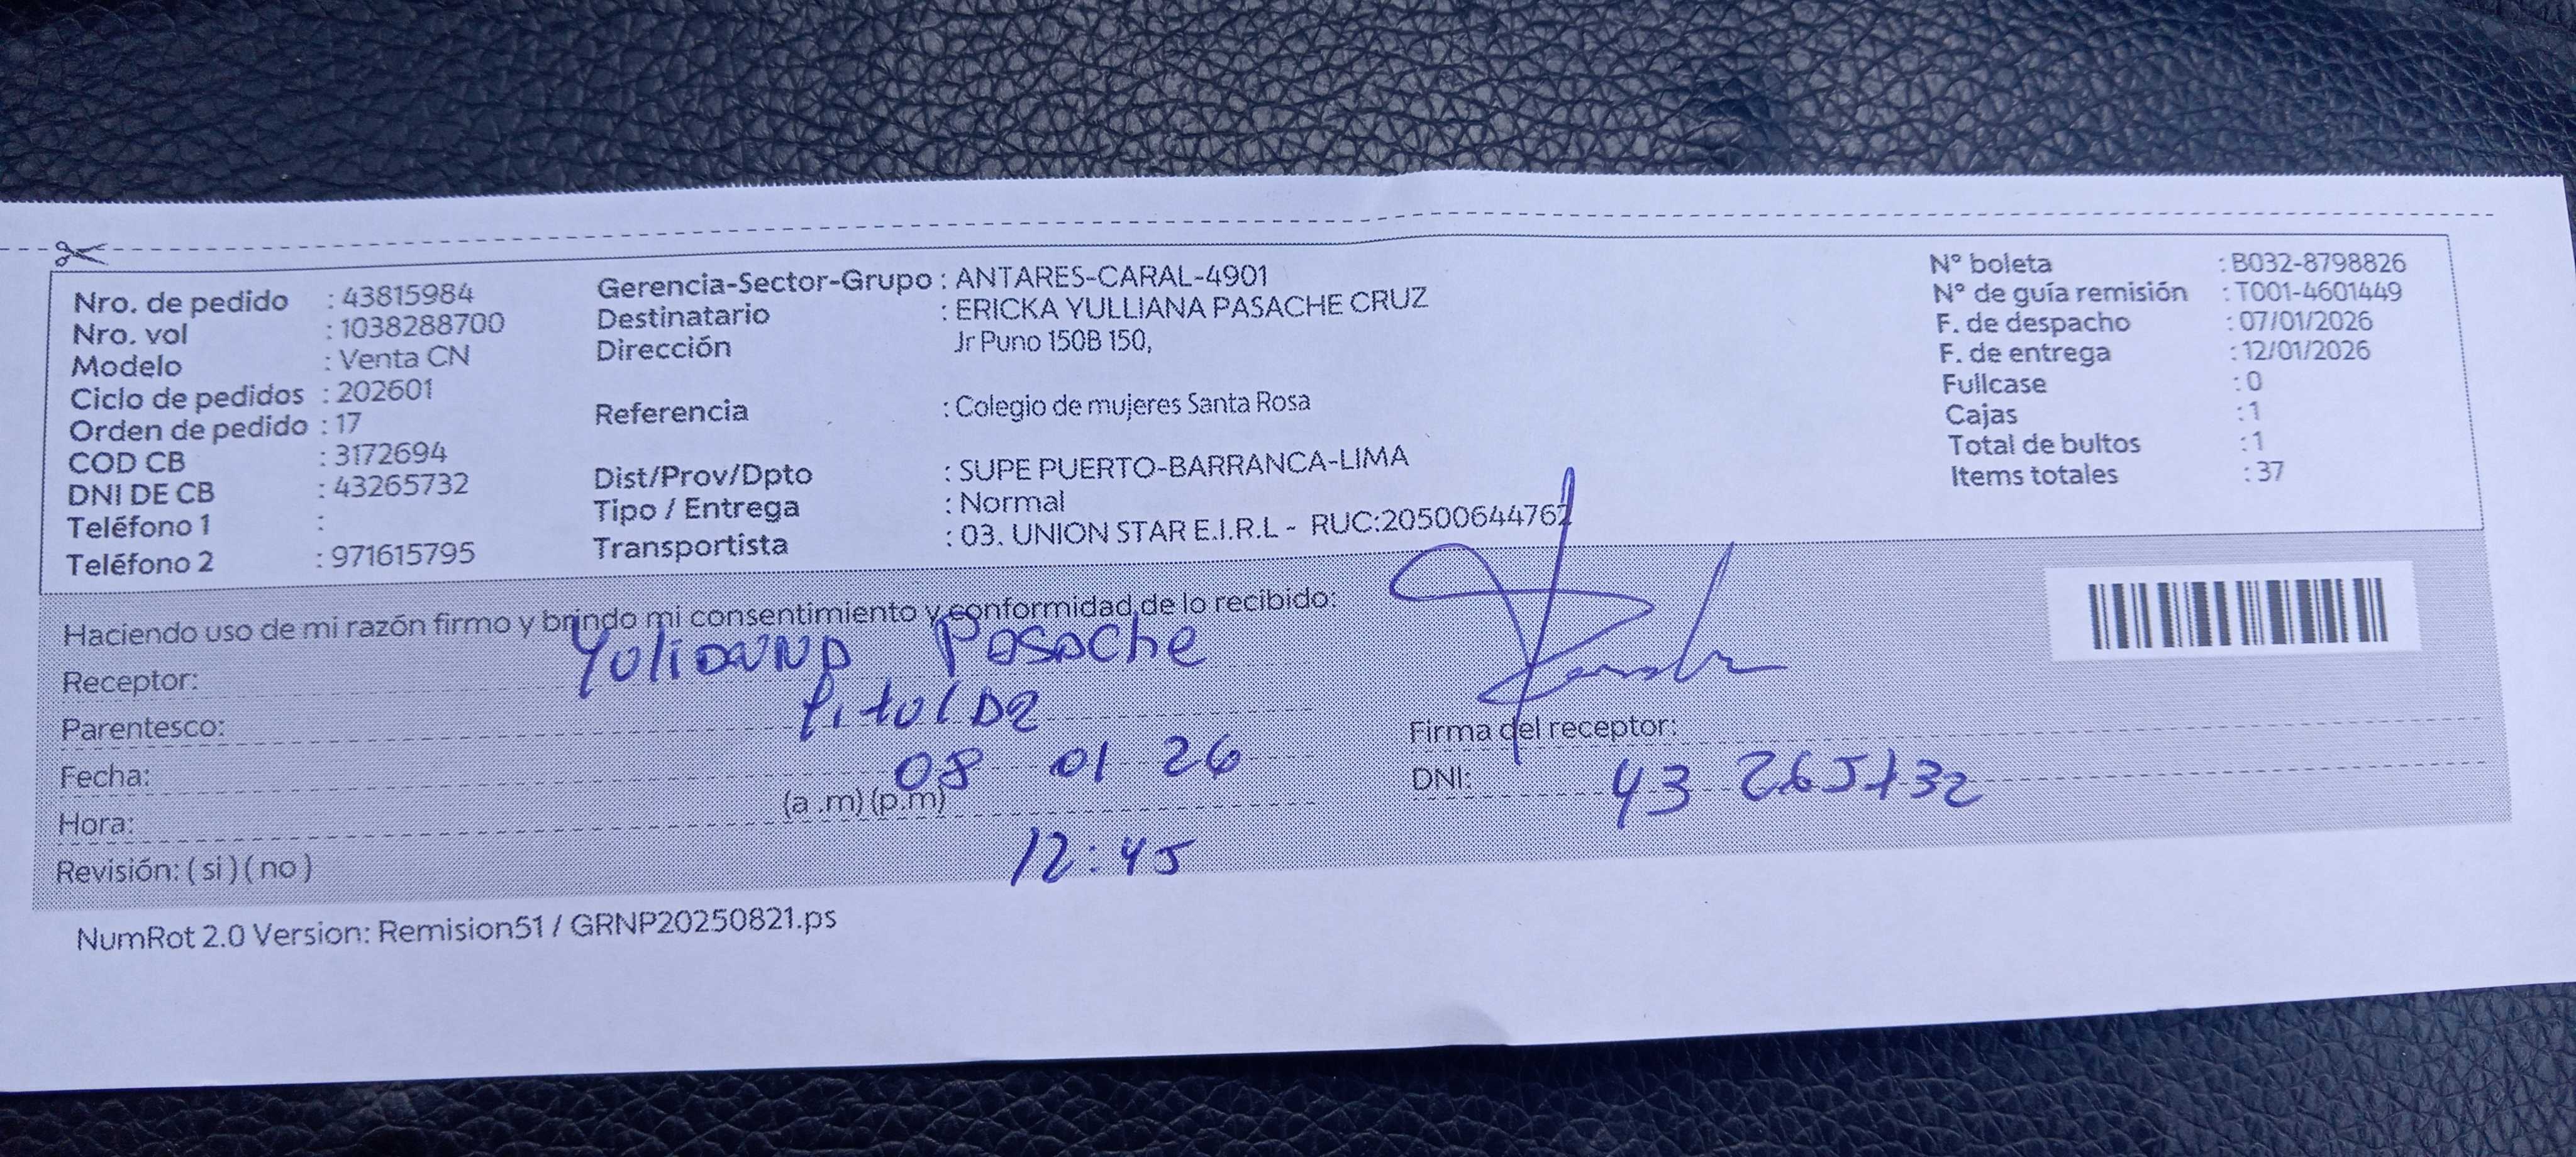 Nro. de pedido : 43815984
Nro. vol : 1038288700
Modelo : Venta CN
Ciclo de pedidos : 202601
Orden de pedido : 17
COD CB : 3172694
DNI DE CB : 43265732
Teléfono 1 :
Teléfono 2 : 971615795
Gerencia-Sector-Grupo : ANTARES-CARAL-4901
Destinatario : ERICKA YULLIANA PASACHE CRUZ
Dirección Jr Puno 150B 150,
Referencia : Colegio de mujeres Santa Rosa
Dist/Prov/Dpto : SUPE PUERTO-BARRANCA-LIMA
Tipo / Entrega : Normal
Transportista : 03. UNION STAR E.I.R.L - RUC:20500644762
N° boleta : B032-8798826
N° de guía remisión : T001-4601449
F. de despacho : 07/01/2026
F. de entrega : 12/01/2026
Fullcase : 0
Cajas : 1
Total de bultos : 1
Items totales : 37
Haciendo uso de mi razón firmo y brindo mi consentimiento y conformidad de lo recibido:
Receptor: Yulianna Pasache
Parentesco:
Fecha: 08 01 26
Hora: (a .m) (p.m) 12:45
Revisión: ( si ) ( no )
Firma del receptor:
DNI: 43 265732
NumRot 2.0 Version: Remision51 / GRNP20250821.ps